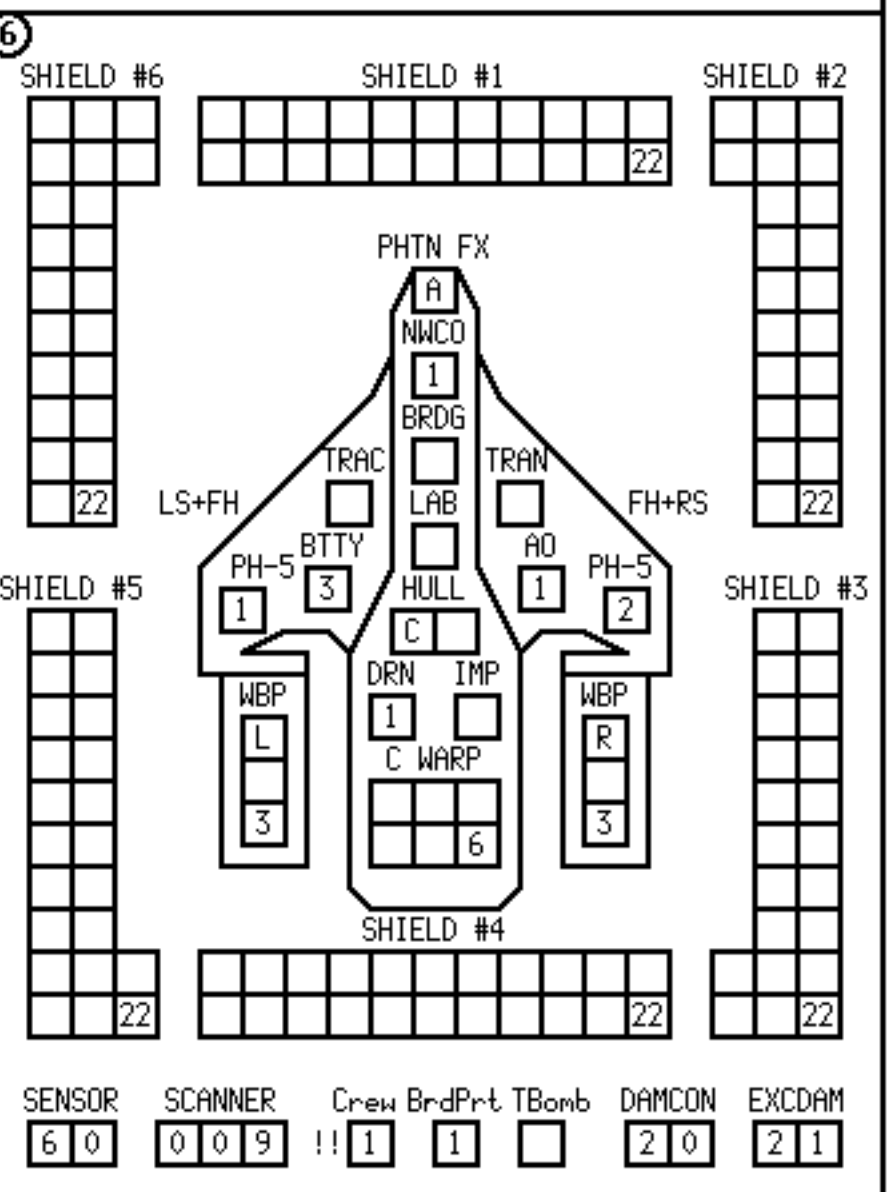 6
SHIELD #6 SHIELD #1 SHIELD #2
22
PHTN FX
A
NWCO
1
BRDG
TRAC TRAN
22 LS+FH LAB FH+RS 22
BTTY AO
PH-5 PH-5
SHIELD #5 3 HULL 1 SHIELD #3
1 2
C
DRN IMP
WBP WBP
L 1 R
C WARP
3 6 3
SHIELD #4
22 22 22
SENSOR SCANNER Crew BrdPrt TBomb DAMCON EXCDAM
6 0 0 0 9 !! 1 1 2 0 2 1